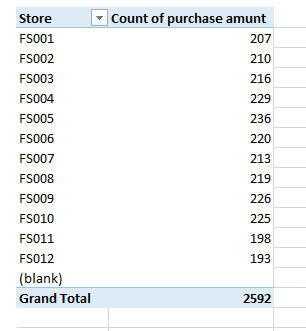 Store Count of purchase amunt
FS001 207
FS002 210
FS003 216
FS004 229
FS005 236
FS006 220
FS007 213
FS008 219
FS009 226
FS010 225
FS011 198
FS012 193
(blank)
Grand Total 2592